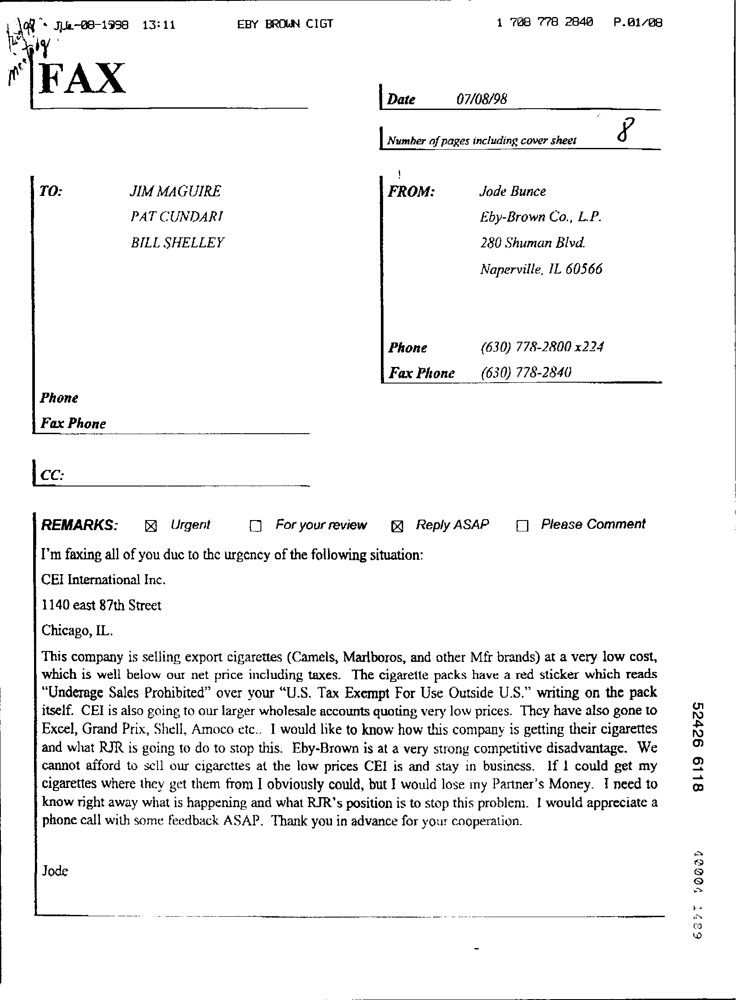 JUL-08-1998 13:11 EBY BROWN CIGT 1 708 778 2840 P.01/08
FAX
Date 07/08/98
Number of pages including cover sheet 8
TO: JIM MAGUIRE
PAT CUNDARI
BILL SHELLEY
Phone
Fax Phone
FROM: Jode Bunce
Eby-Brown Co., L.P.
280 Shuman Blvd.
Naperville, IL 60566
Phone (630) 778-2800 x224
Fax Phone (630) 778-2840
CC:
REMARKS: ☒ Urgent ☐ For your review ☒ Reply ASAP ☐ Please Comment
I'm faxing all of you due to the urgency of the following situation:
CEI International Inc.
1140 east 87th Street
Chicago, IL.
This company is selling export cigarettes (Camels, Marlboros, and other Mfr brands) at a very low cost,
which is well below our net price including taxes. The cigarette packs have a red sticker which reads
"Underage Sales Prohibited" over your "U.S. Tax Exempt For Use Outside U.S." writing on the pack
itself. CEI is also going to our larger wholesale accounts quoting very low prices. They have also gone to
Excel, Grand Prix, Shell, Amoco etc.. I would like to know how this company is getting their cigarettes
and what RJR is going to do to stop this. Eby-Brown is at a very strong competitive disadvantage. We
cannot afford to sell our cigarettes at the low prices CEI is and stay in business. If I could get my
cigarettes where they get them from I obviously could, but I would lose my Partner's Money. I need to
know right away what is happening and what RJR's position is to stop this problem. I would appreciate a
phone call with some feedback ASAP. Thank you in advance for your cooperation.
Jode
52426 6118
40004 1489